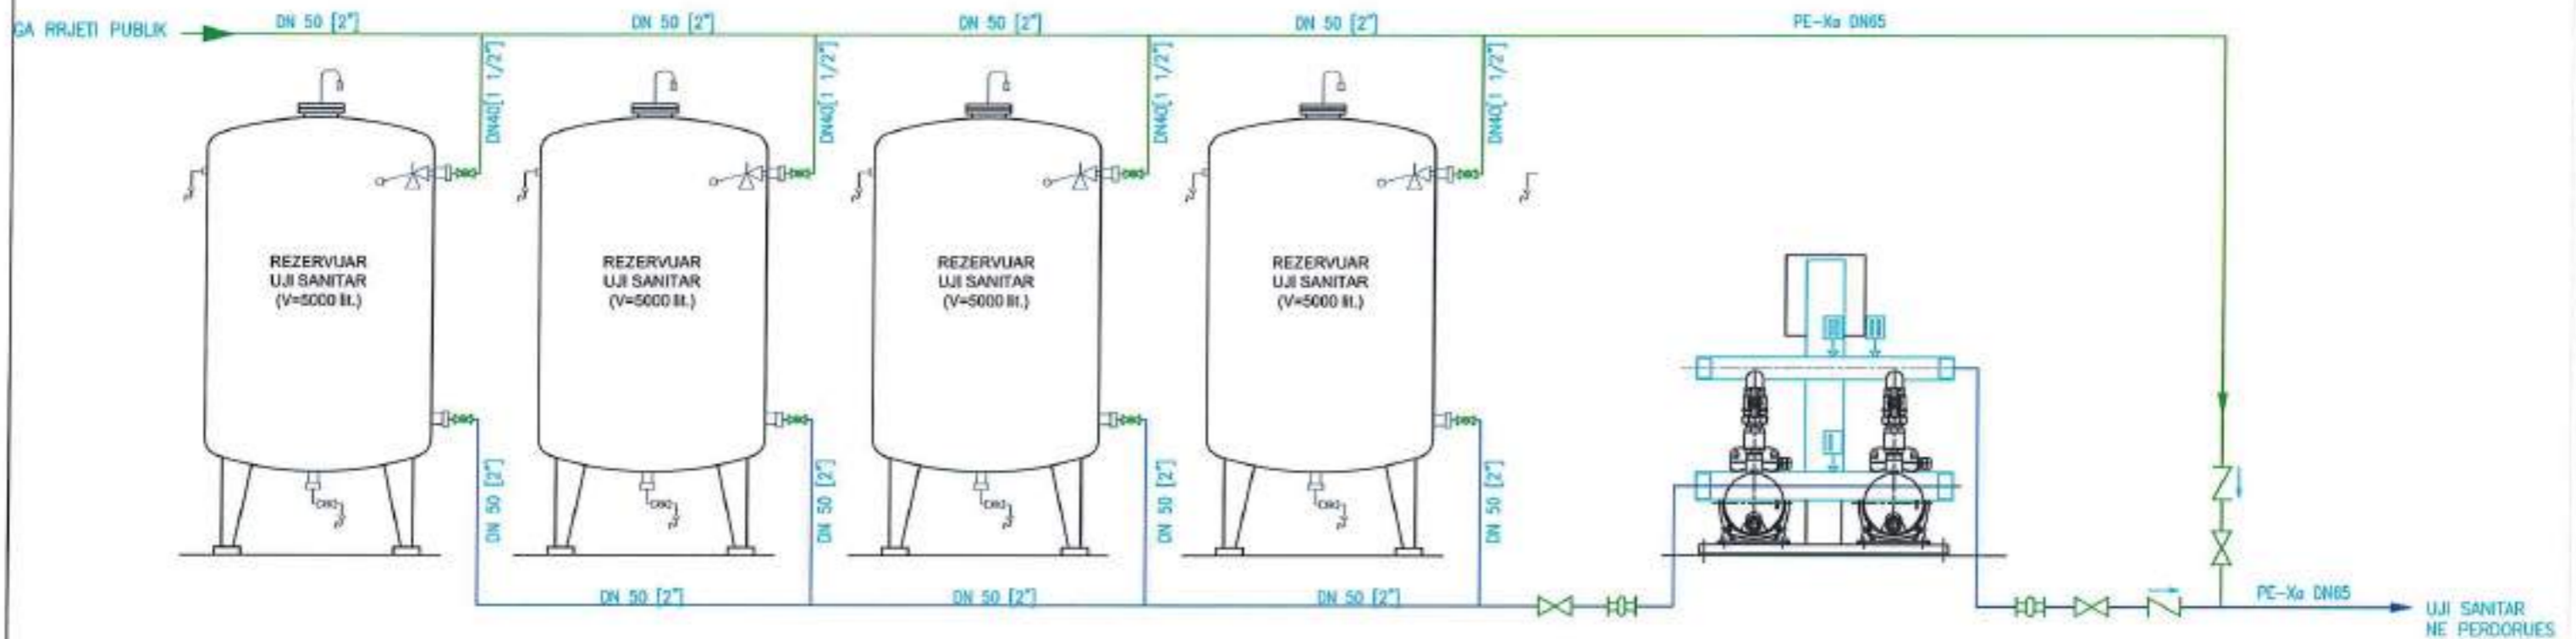 GA RRJETI PUBLIK
DN 50 [2"]
DN 50 [2"]
DN 50 [2"]
DN 50 [2"]
PE-Xa DN65
DN40[1 1/2"]
DN40[1 1/2"]
DN40[1 1/2"]
DN40[1 1/2"]
REZERVUAR
UJI SANITAR
(V=5000 lit.)
REZERVUAR
UJI SANITAR
(V=5000 lit.)
REZERVUAR
UJI SANITAR
(V=5000 lit.)
REZERVUAR
UJI SANITAR
(V=5000 lit.)
DN 50 [2"]
DN 50 [2"]
DN 50 [2"]
DN 50 [2"]
DN 50 [2"]
DN 50 [2"]
DN 50 [2"]
PE-Xa DN65
UJI SANITAR
NE PERDORUES